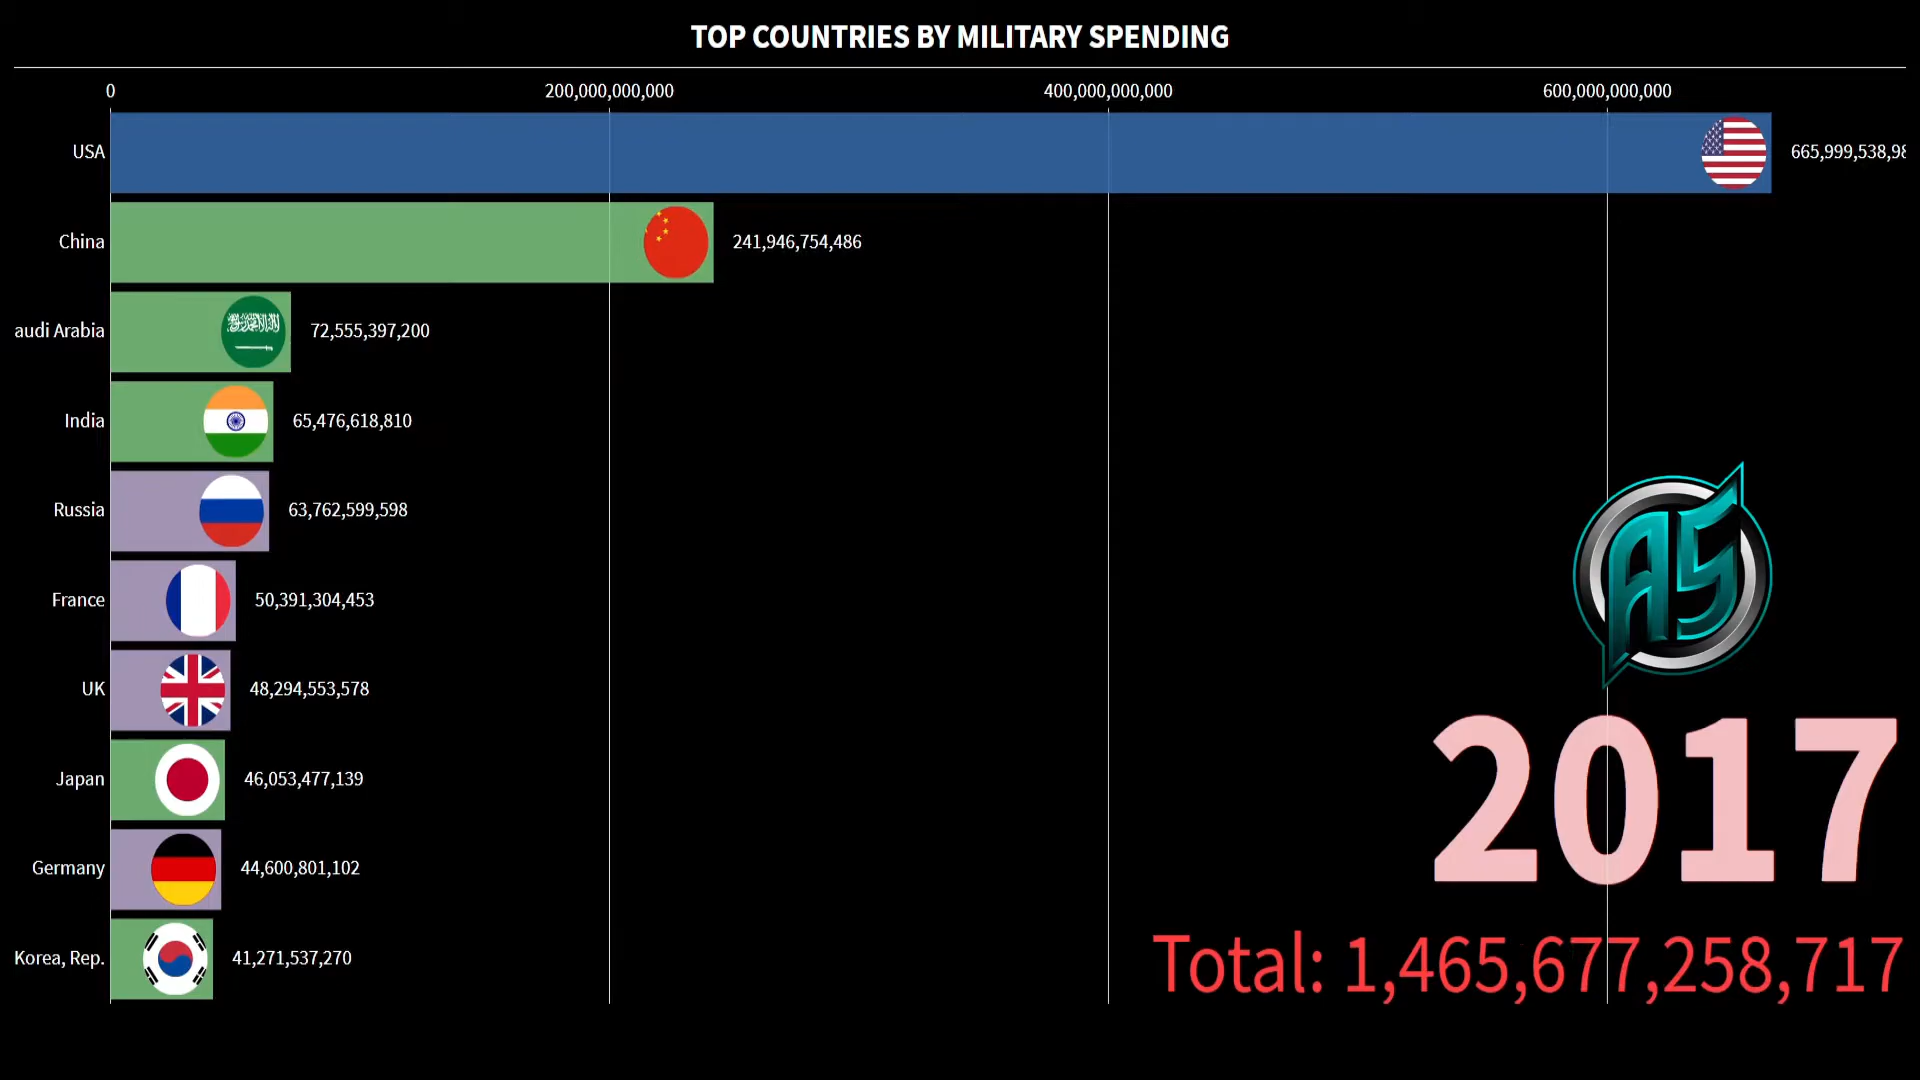 TOP COUNTRIES BY MILITARY SPENDING
0 200,000,000,000 400,000,000,000 600,000,000,000
USA 665,999,538,98
China 241,946,754,486
audi Arabia 72,555,397,200
India 65,476,618,810
Russia 63,762,599,598
France 50,391,304,453
UK 48,294,553,578
Japan 46,053,477,139
Germany 44,600,801,102
Korea, Rep. 41,271,537,270
AS
2017
Total: 1,465,677,258,717